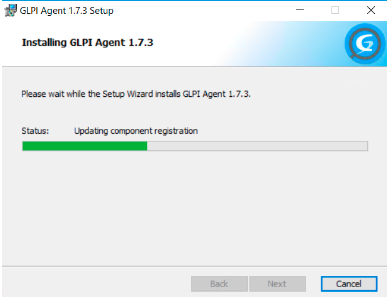 GLPI Agent 1.7.3 Setup
Installing GLPI Agent 1.7.3
Please wait while the Setup Wizard installs GLPI Agent 1.7.3.
Status: Updating component registration
Back Next Cancel